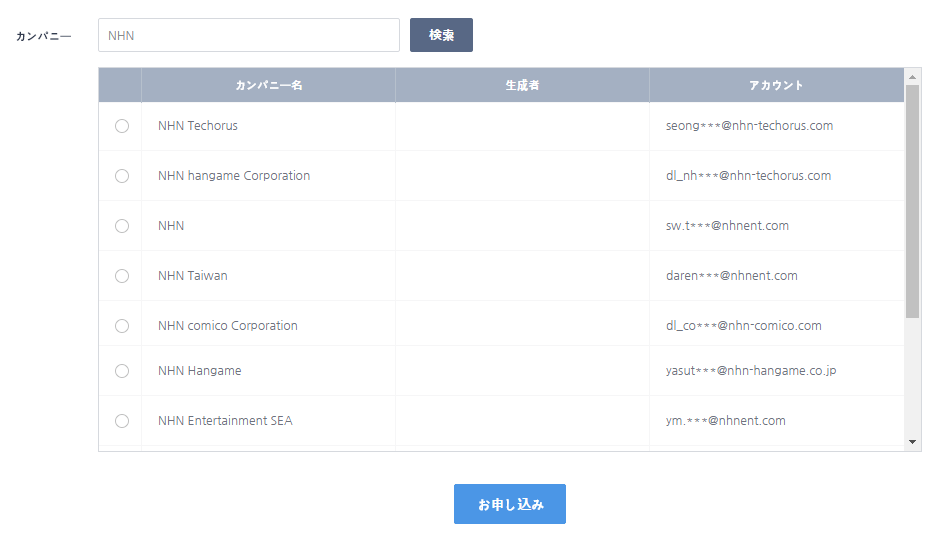 カンパニー NHN 検索
カンパニー名 生成者 アカウント
NHN Techorus seong***@nhn-techorus.com
NHN hangame Corporation dl_nh***@nhn-techorus.com
NHN sw.t***@nhnent.com
NHN Taiwan daren***@nhnent.com
NHN comico Corporation dl_co***@nhn-comico.com
NHN Hangame yasut***@nhn-hangame.co.jp
NHN Entertainment SEA ym.***@nhnent.com
お申し込み